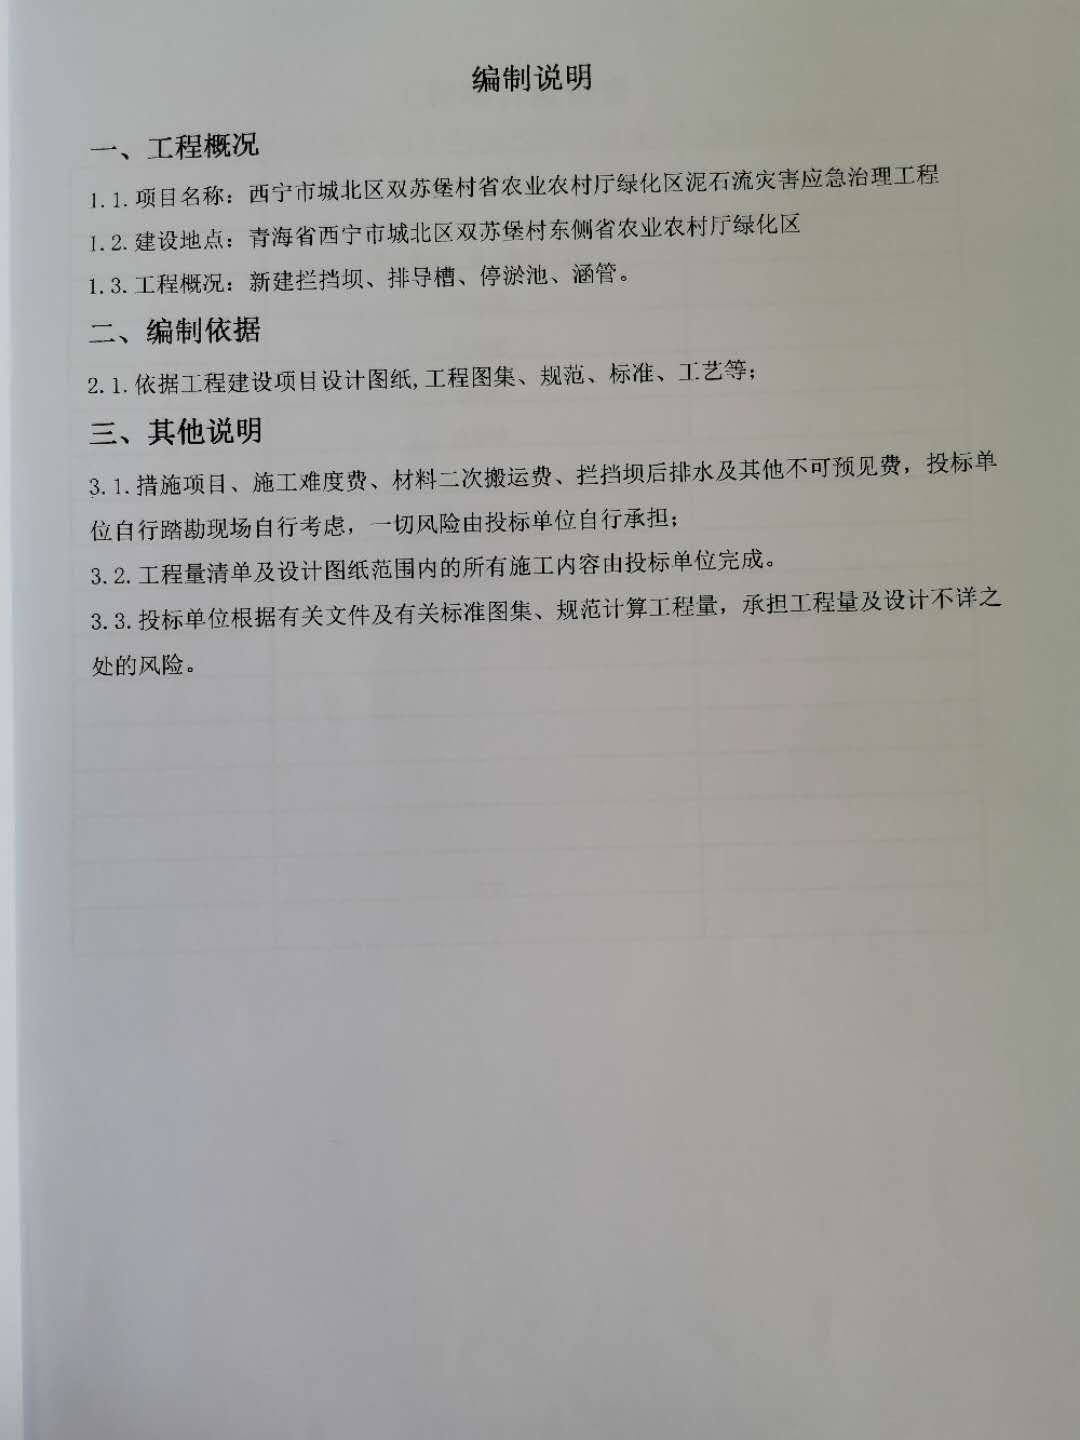 编制说明
一、工程概况
1.1.项目名称：西宁市城北区双苏堡村省农业农村厅绿化区泥石流灾害应急治理工程
1.2.建设地点：青海省西宁市城北区双苏堡村东侧省农业农村厅绿化区
1.3.工程概况：新建拦挡坝、排导槽、停淤池、涵管。
二、编制依据
2.1.依据工程建设项目设计图纸,工程图集、规范、标准、工艺等；
三、其他说明
3.1.措施项目、施工难度费、材料二次搬运费、拦挡坝后排水及其他不可预见费，投标单
位自行踏勘现场自行考虑，一切风险由投标单位自行承担；
3.2.工程量清单及设计图纸范围内的所有施工内容由投标单位完成。
3.3.投标单位根据有关文件及有关标准图集、规范计算工程量，承担工程量及设计不详之
处的风险。